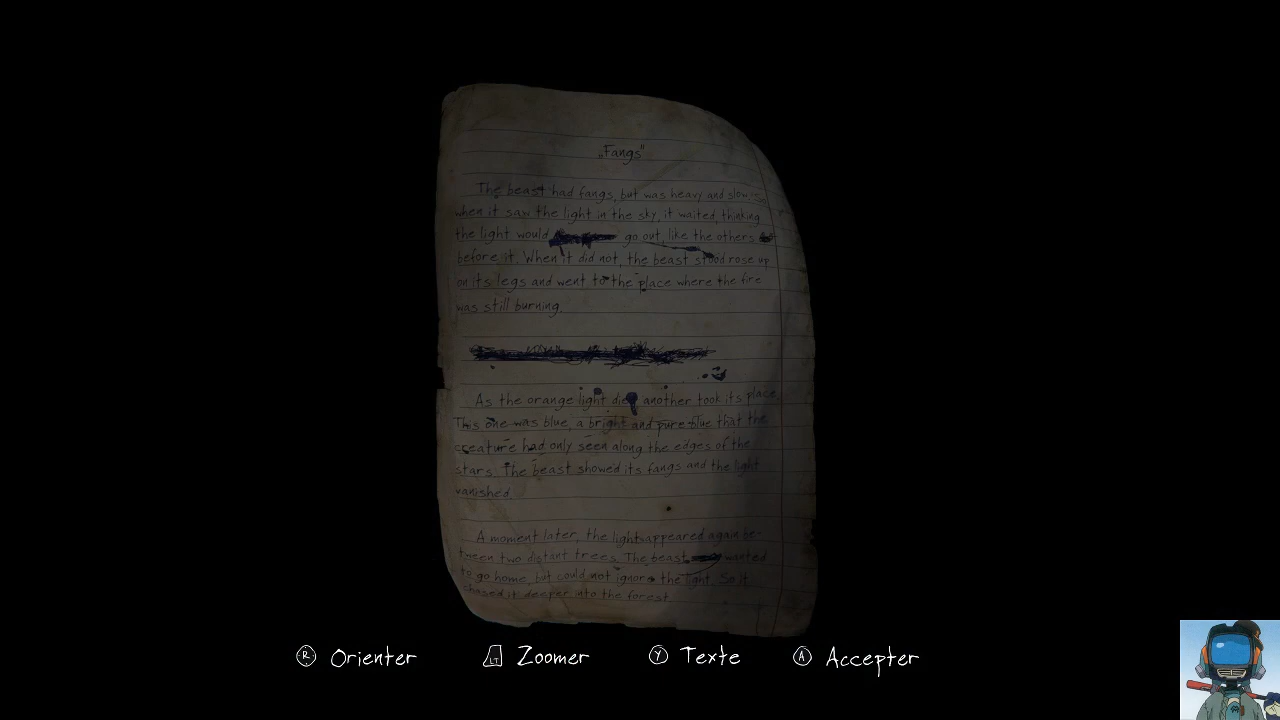 „Fangs"
The beast had fangs, but was heavy and slow.
when it saw the light in the sky, it waited, thinking
the light would go out, like the others
before it. When it did not, the beast stood rose up
on its legs and went to the place where the fire
was still burning.
As the orange light died another took its place.
This one was blue, a bright and pure blue that the
creature had only seen along the edges of the
stars. The beast showed its fangs and the light
vanished.
A moment later, the light appeared again be-
tween two distant trees. The beast wanted
to go home, but could not ignore the light. So it
chased it deeper into the forest.
R Orienter LT Zoomer Y Texte A Accepter